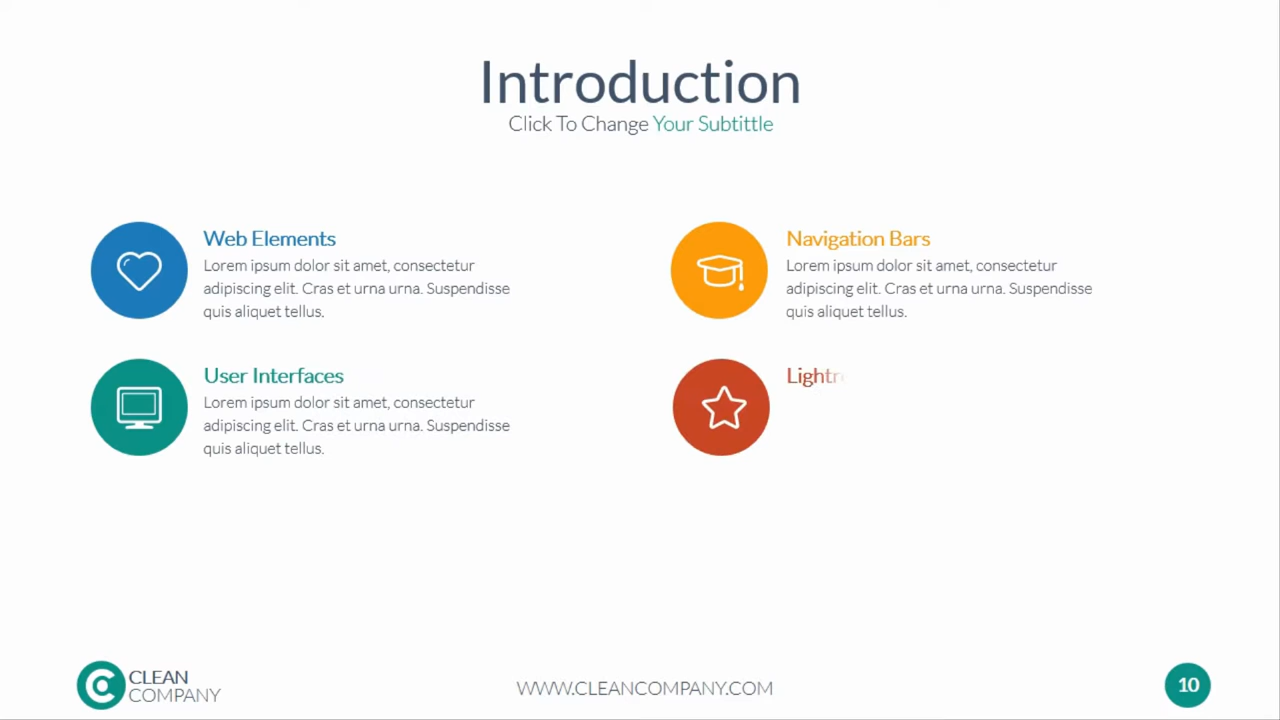 Introduction
Click To Change Your Subtittle
Web Elements
Lorem ipsum dolor sit amet, consectetur
adipiscing elit. Cras et urna urna. Suspendisse
quis aliquet tellus.
Navigation Bars
Lorem ipsum dolor sit amet, consectetur
adipiscing elit. Cras et urna urna. Suspendisse
quis aliquet tellus.
User Interfaces
Lorem ipsum dolor sit amet, consectetur
adipiscing elit. Cras et urna urna. Suspendisse
quis aliquet tellus.
CLEAN
COMPANY
WWW.CLEANCOMPANY.COM
10